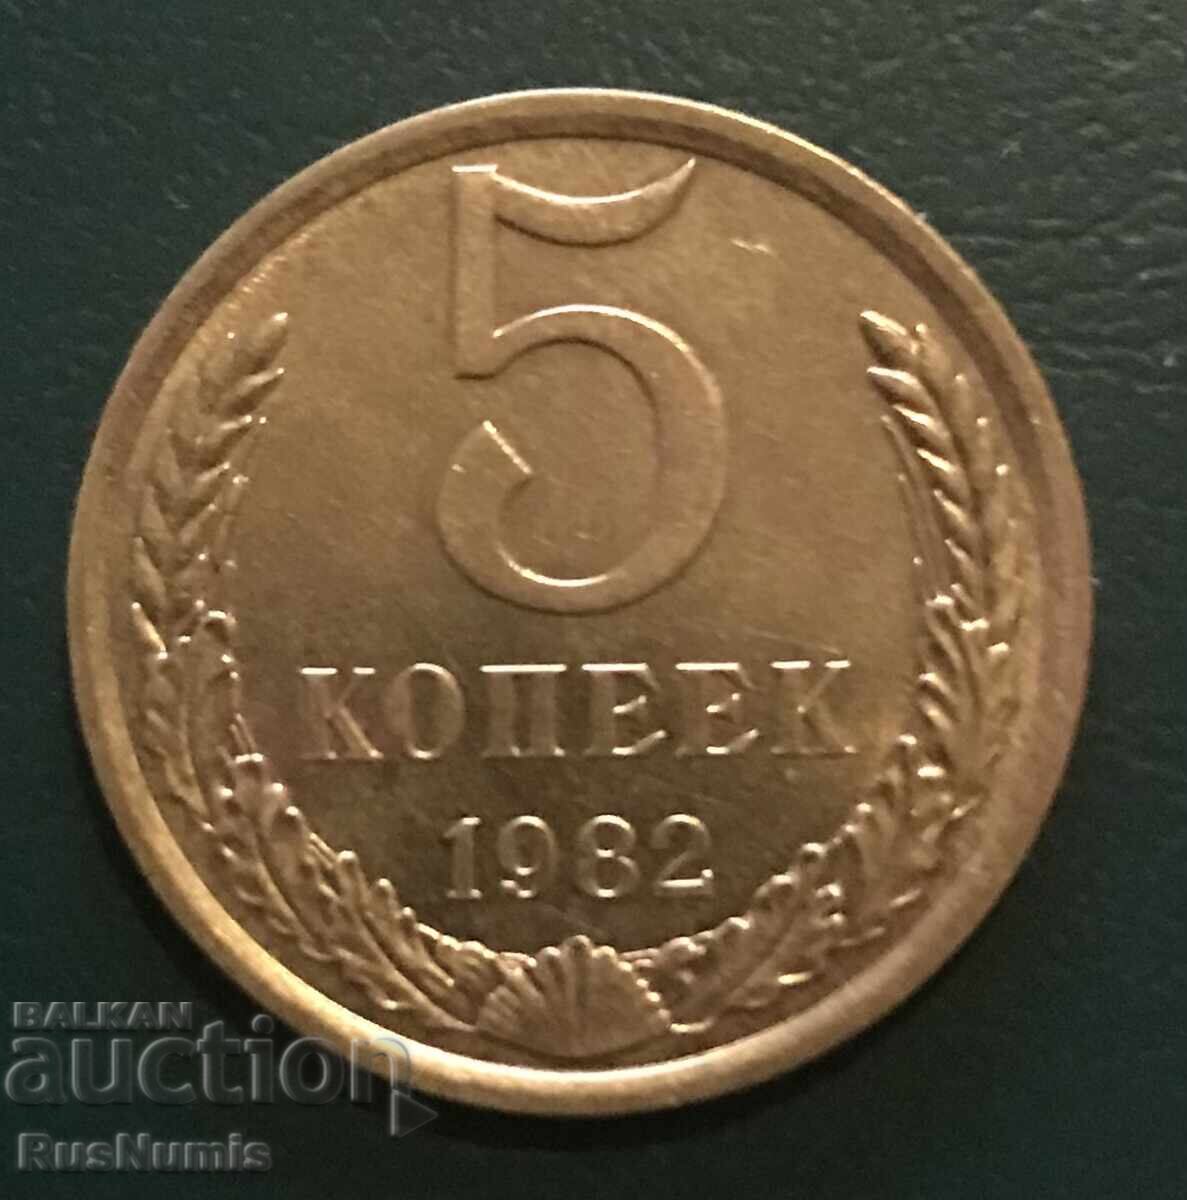 5
КОПЕЕК
1982
BALKAN
auction
RusNumis